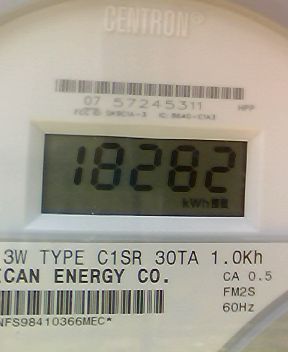 CENTRON®
07 57245311 HPP
18282
kWh
3W TYPE C1SR 30TA 1.0Kh
ICAN ENERGY CO.
CA 0.5
FM2S
60Hz
NFS98410366MEC*